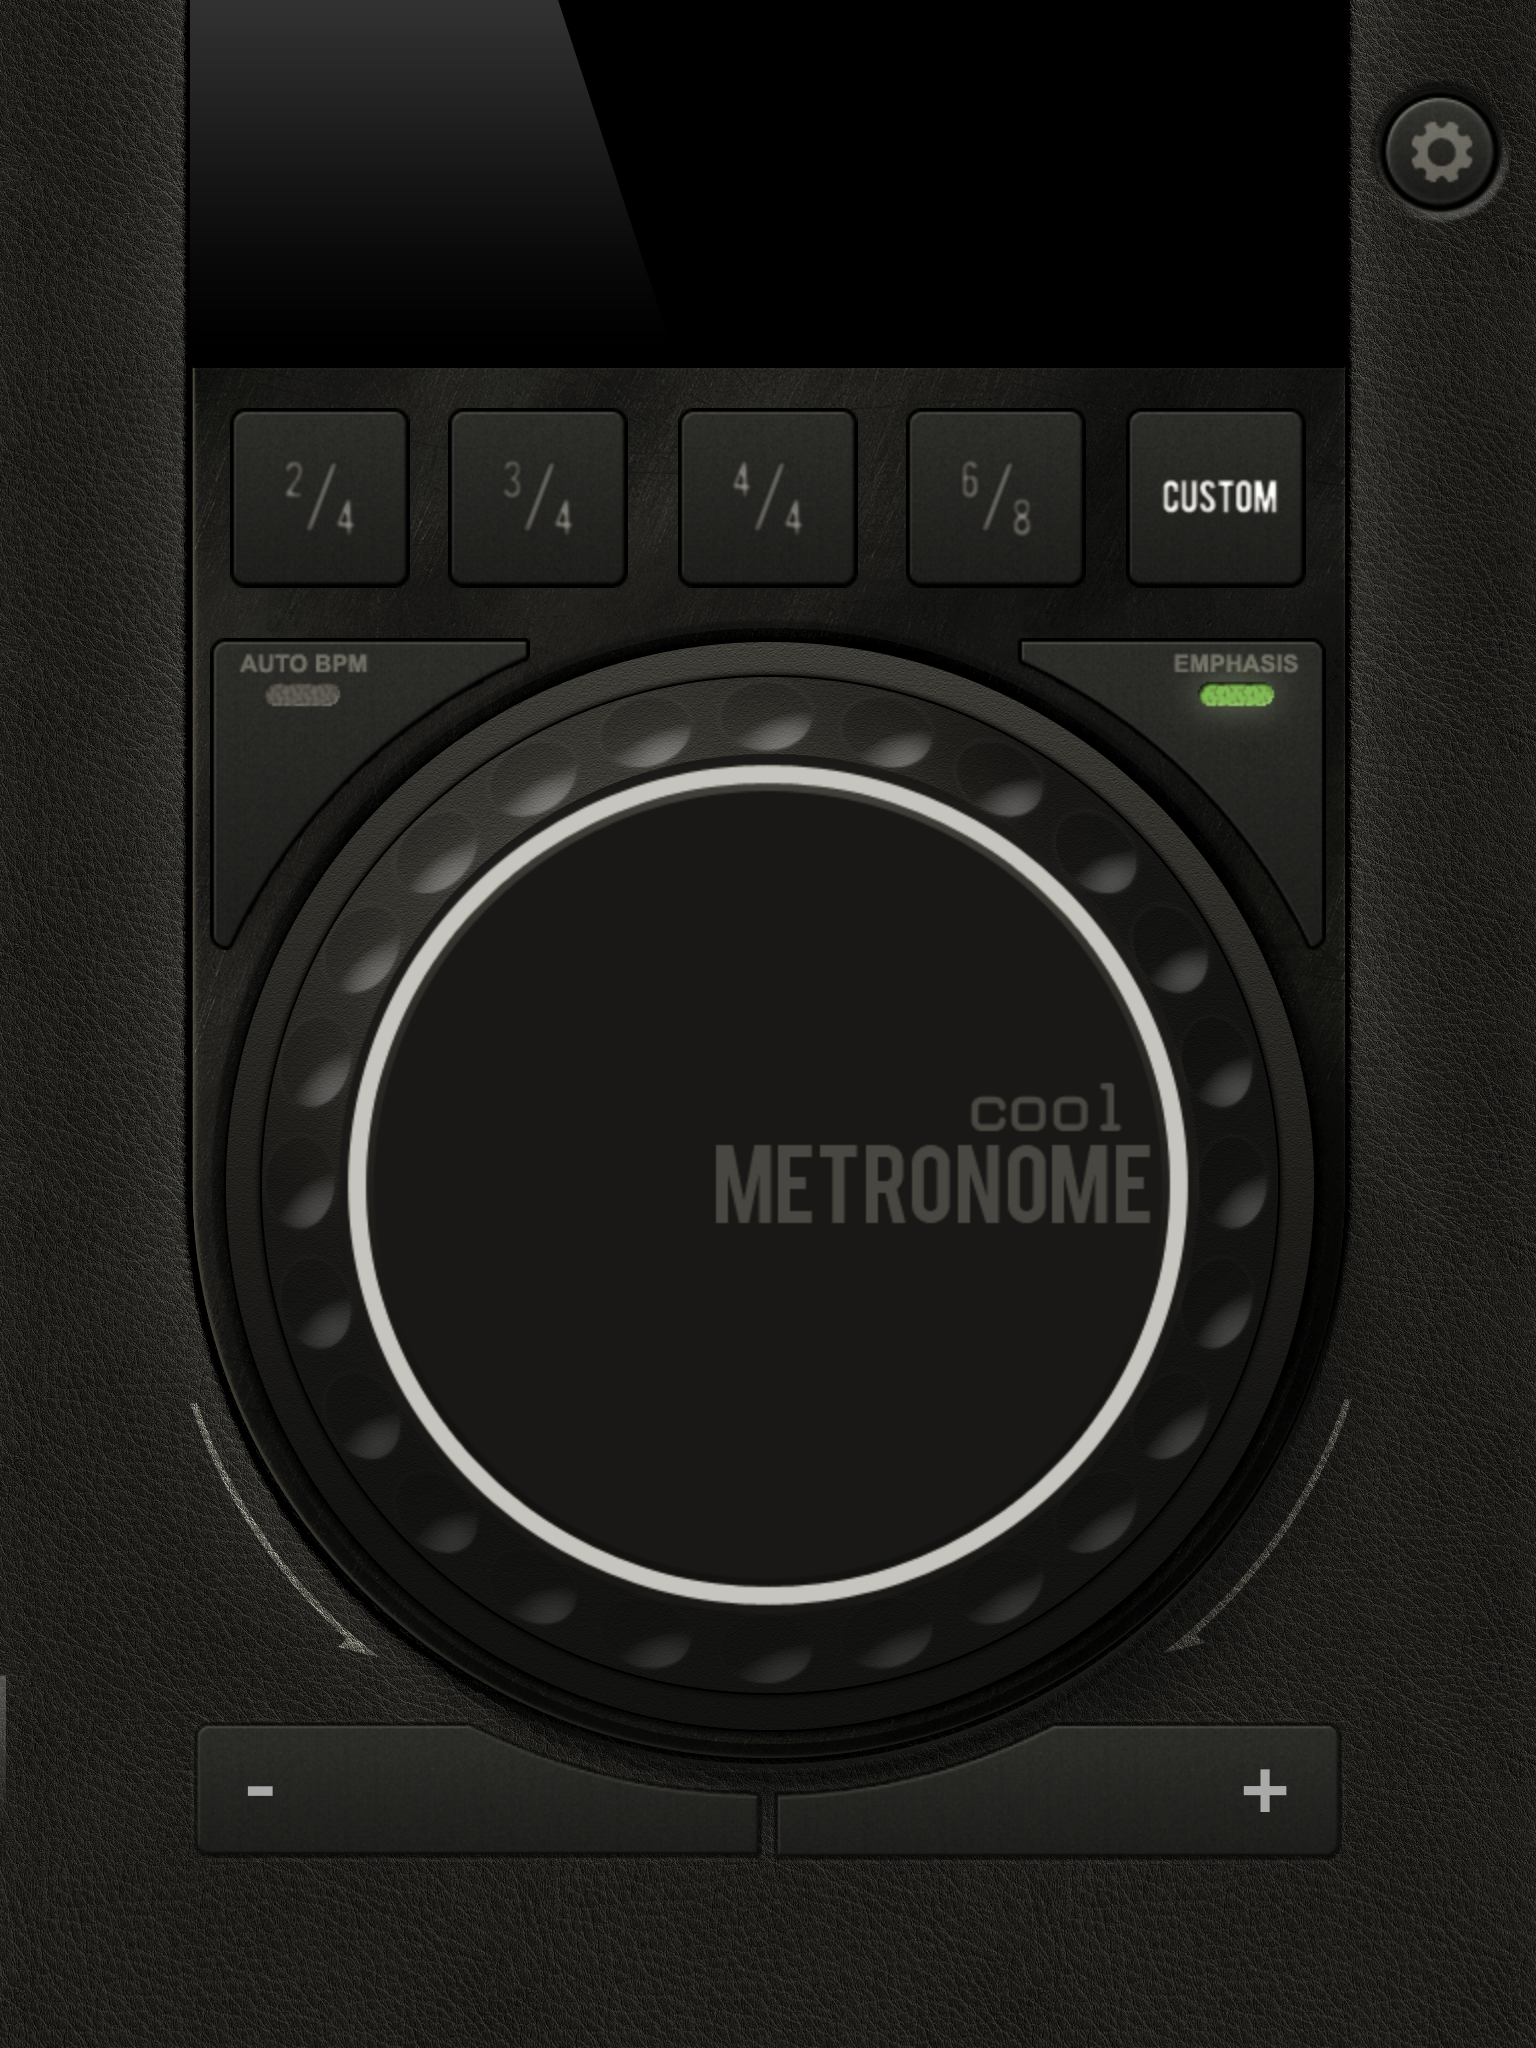 2/4
3/4
4/4
6/8
CUSTOM
AUTO BPM
EMPHASIS
cool
METRONOME
-
+